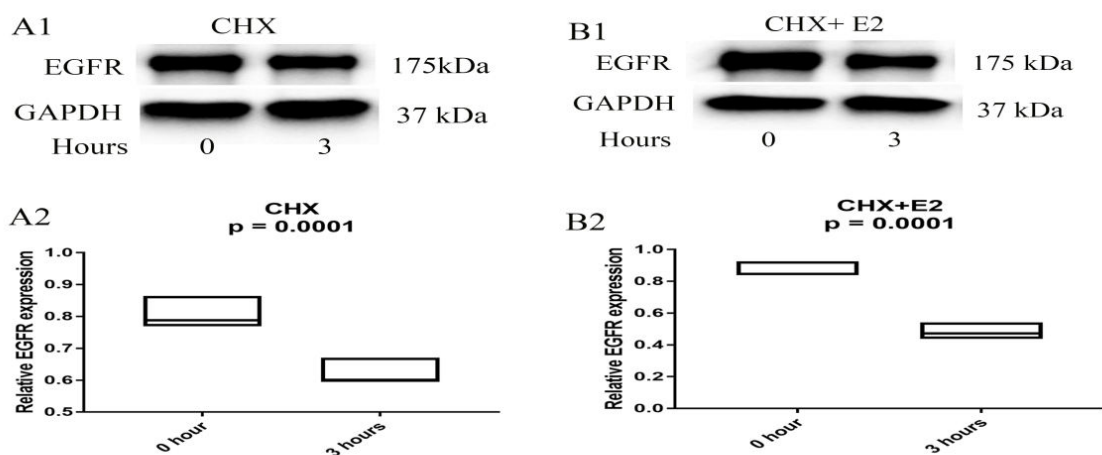 A1
CHX
EGFR
175kDa
GAPDH
37 kDa
Hours
0
3
B1
CHX+ E2
EGFR
175 kDa
GAPDH
37 kDa
Hours
0
3
A2
CHX
p = 0.0001
Relative EGFR expression
1.0
0.9
0.8
0.7
0.6
0.5
0 hour
3 hours
B2
CHX+E2
p = 0.0001
Relative EGFR expression
1.0
0.8
0.6
0.4
0.2
0.0
0 hour
3 hours